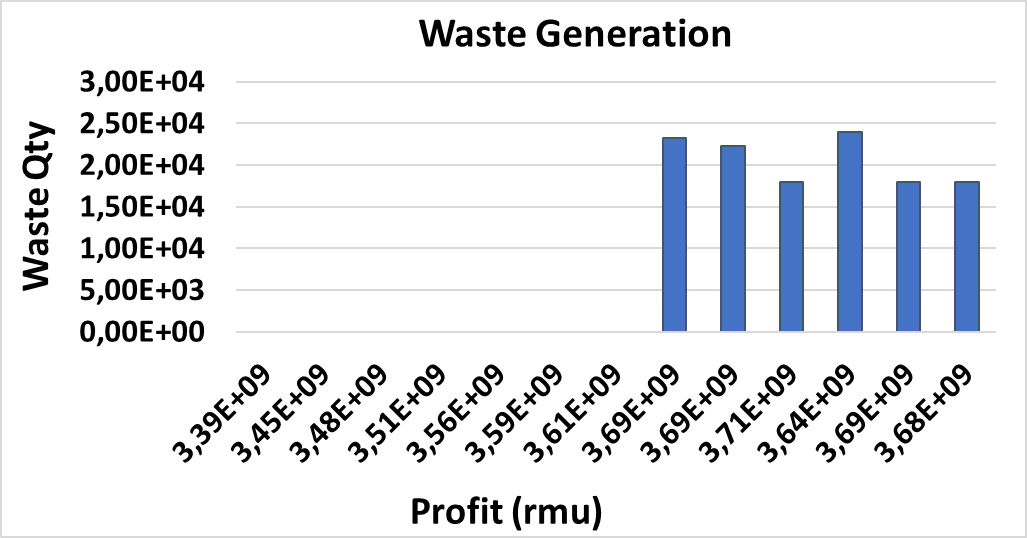 Waste Generation
Waste Qty
3,00E+04
2,50E+04
2,00E+04
1,50E+04
1,00E+04
5,00E+03
0,00E+00
3,39E+09
3,45E+09
3,48E+09
3,51E+09
3,56E+09
3,59E+09
3,61E+09
3,69E+09
3,69E+09
3,71E+09
3,64E+09
3,69E+09
3,68E+09
Profit (rmu)